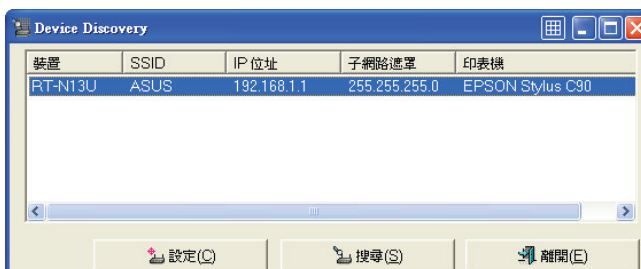 Device Discovery
裝置 SSID IP 位址 子網路遮罩 印表機
RT-N13U ASUS 192.168.1.1 255.255.255.0 EPSON Stylus C90
設定(C) 搜尋(S) 離開(E)